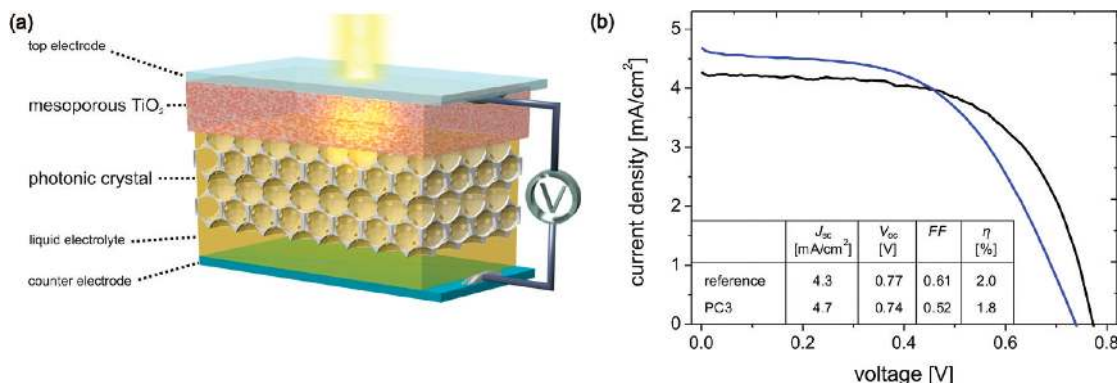 (a)
top electrode
mesoporous TiO₂
photonic crystal
liquid electrolyte
counter electrode
V
(b)
current density [mA/cm²]
5
4
3
2
1
0
0.0 0.2 0.4 0.6 0.8
voltage [V]
Jsc Voc FF η
[mA/cm²] [V] [%]
reference 4.3 0.77 0.61 2.0
PC3 4.7 0.74 0.52 1.8